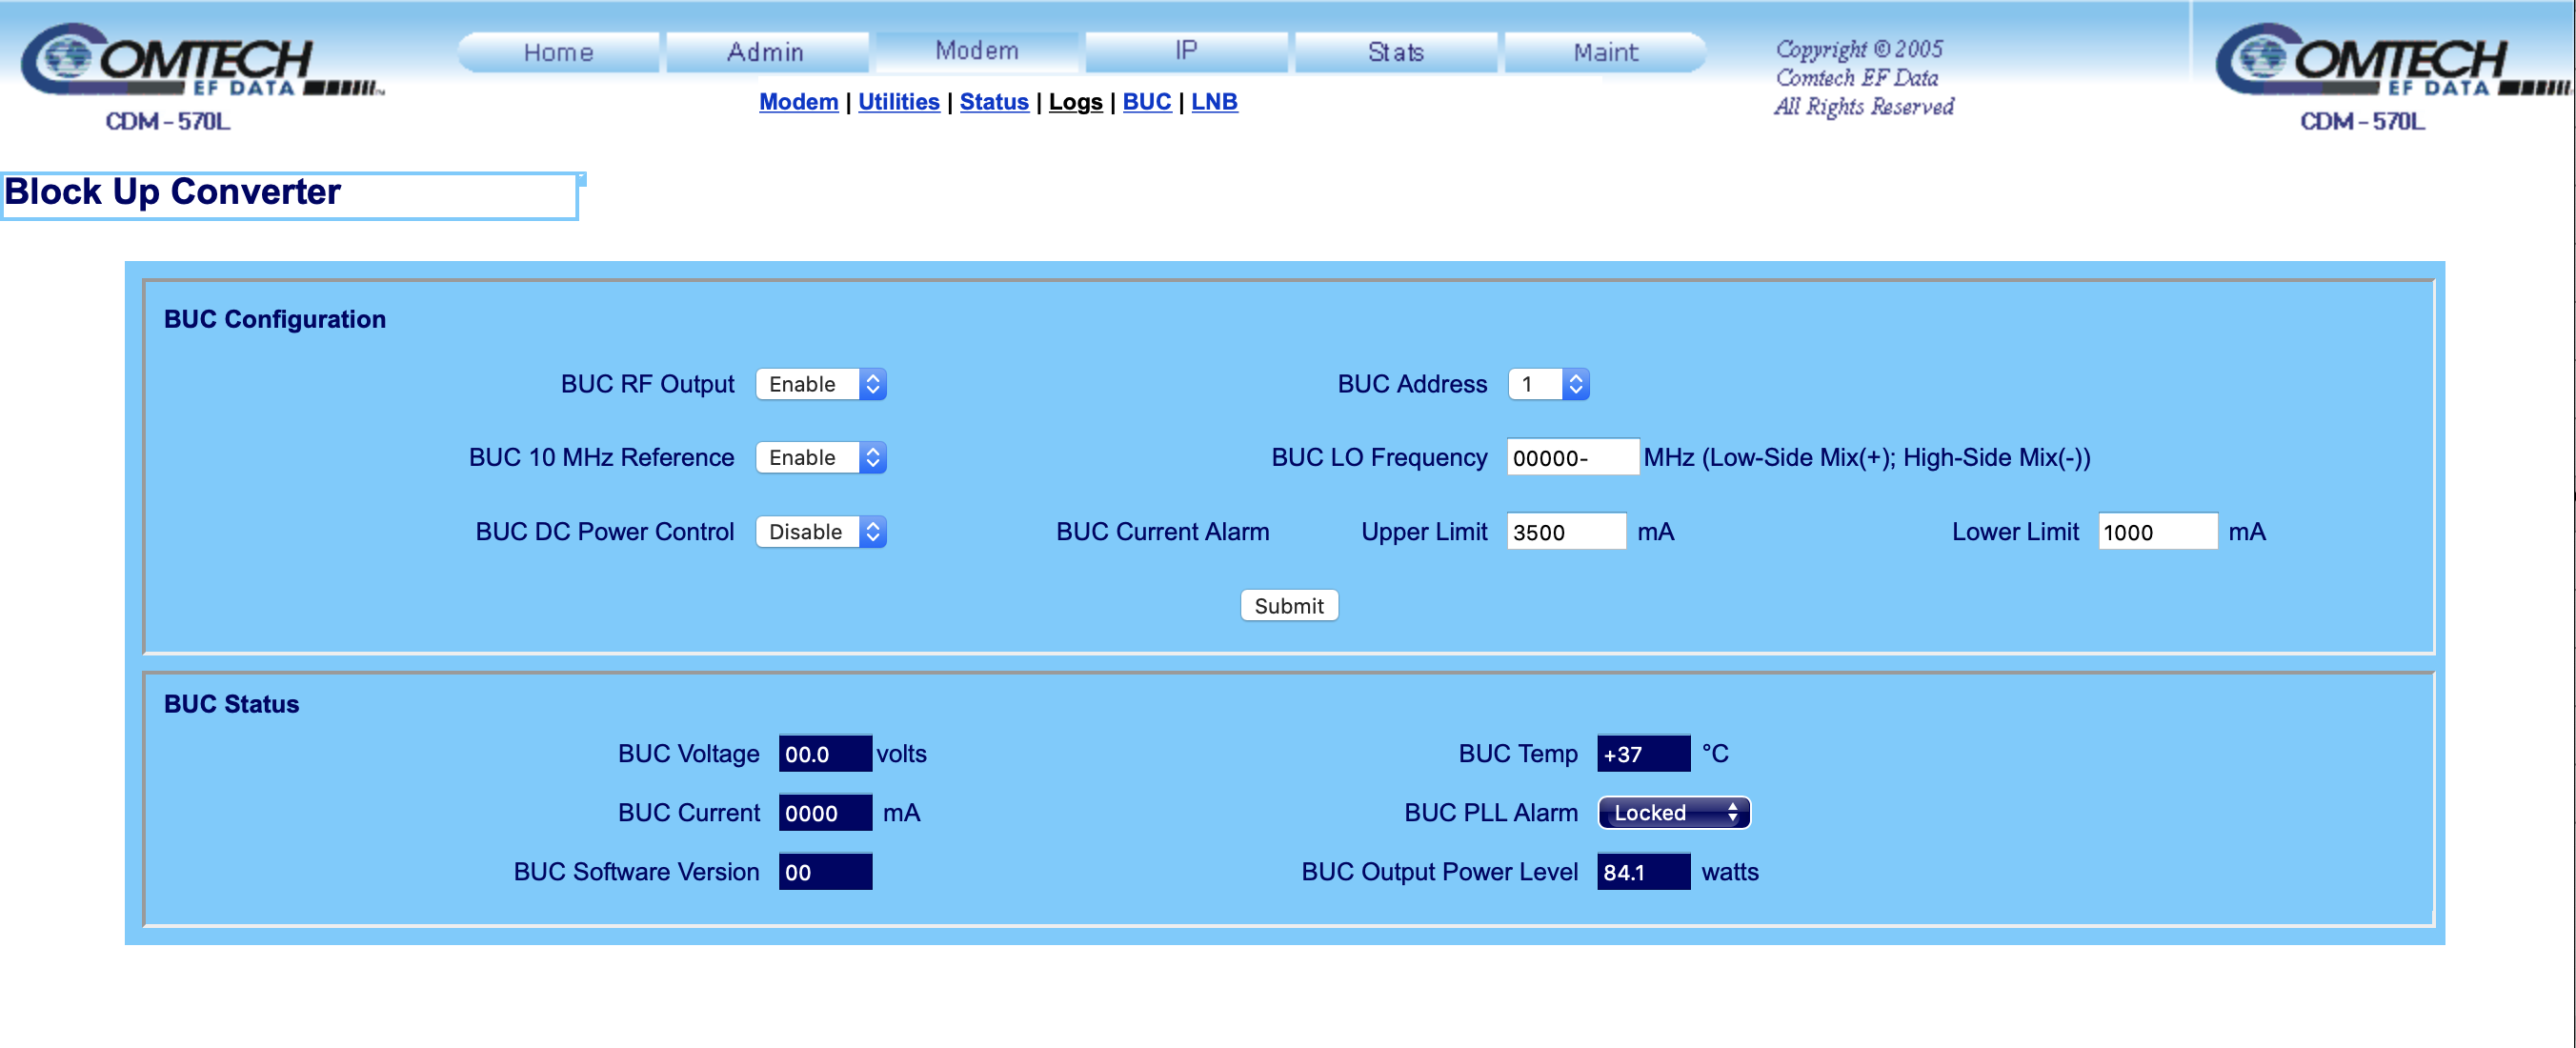 COMTECH
EF DATA
CDM - 570L
Home Admin Modem IP Stats Maint
Modem | Utilities | Status | Logs | BUC | LNB
Copyright © 2005
Comtech EF Data
All Rights Reserved
COMTECH
EF DATA
CDM - 570L
Block Up Converter
BUC Configuration
BUC RF Output Enable BUC Address 1
BUC 10 MHz Reference Enable BUC LO Frequency 00000- MHz (Low-Side Mix(+); High-Side Mix(-))
BUC DC Power Control Disable BUC Current Alarm Upper Limit 3500 mA Lower Limit 1000 mA
Submit
BUC Status
BUC Voltage 00.0 volts BUC Temp +37 °C
BUC Current 0000 mA BUC PLL Alarm Locked
BUC Software Version 00 BUC Output Power Level 84.1 watts